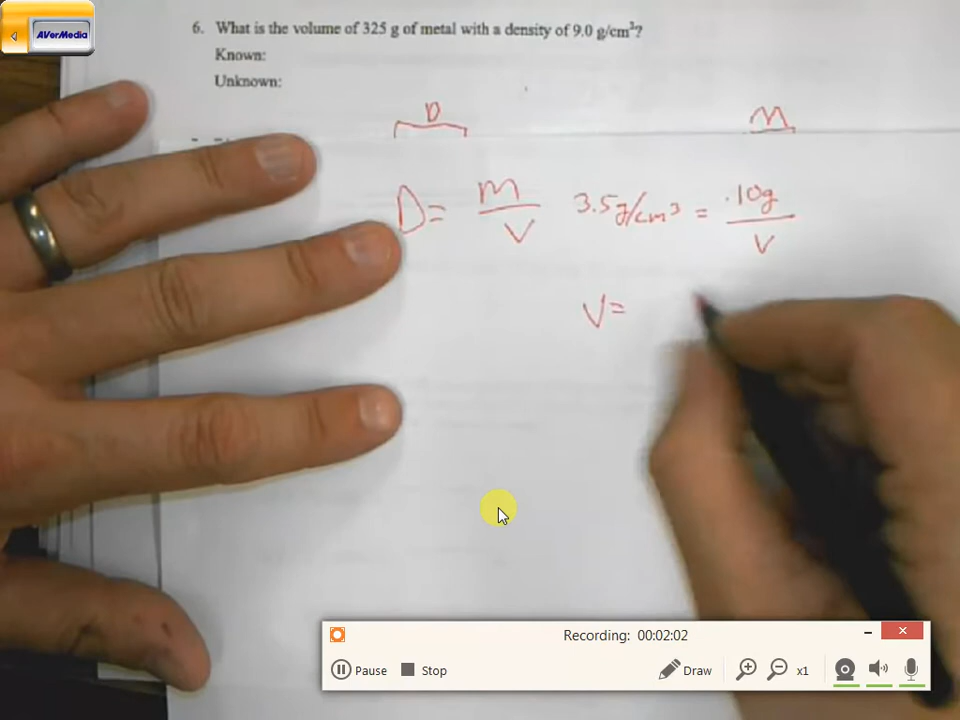 AVerMedia
6. What is the volume of 325 g of metal with a density of 9.0 g/cm³?
Known:
Unknown:
D
M
D = m/V 3.5g/cm³ = .10g/V
V=
Recording: 00:02:02
Pause Stop Draw x1